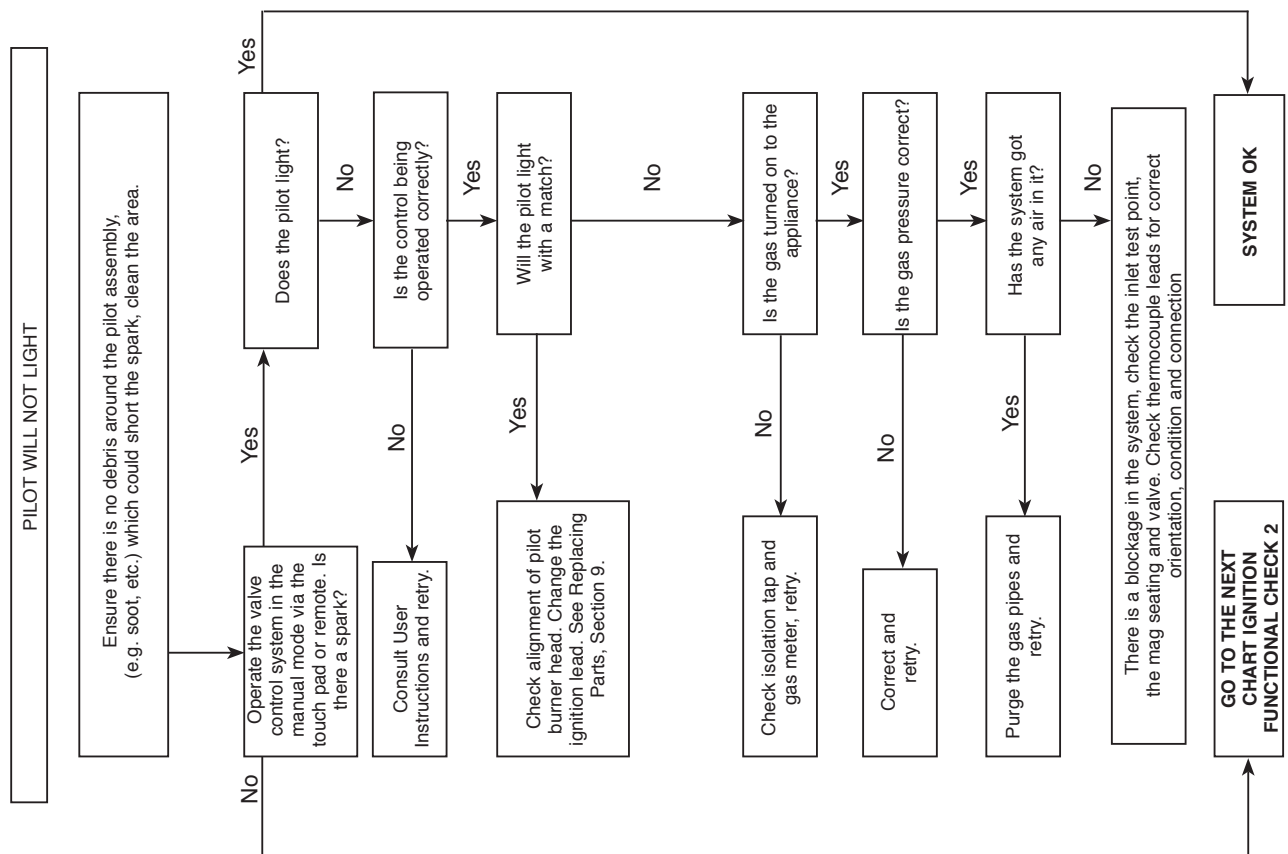 PILOT WILL NOT LIGHT
Ensure there is no debris around the pilot assembly,
(e.g. soot, etc.) which could short the spark, clean the area.
Operate the valve
control system in the
manual mode via the
touch pad or remote. Is
there a spark?
No
Yes
Does the pilot light?
Yes
No
Is the control being
operated correctly?
No
Consult User
Instructions and retry.
Yes
Will the pilot light
with a match?
Yes
Check alignment of pilot
burner head. Change the
ignition lead. See Replacing
Parts, Section 9.
No
Is the gas turned on to the
appliance?
No
Check isolation tap and
gas meter, retry.
Yes
Is the gas pressure correct?
No
Correct and
retry.
Yes
Has the system got
any air in it?
Yes
Purge the gas pipes and
retry.
No
There is a blockage in the system, check the inlet test point,
the mag seating and valve. Check thermocouple leads for correct
orientation, condition and connection
GO TO THE NEXT
CHART IGNITION
FUNCTIONAL CHECK 2
SYSTEM OK